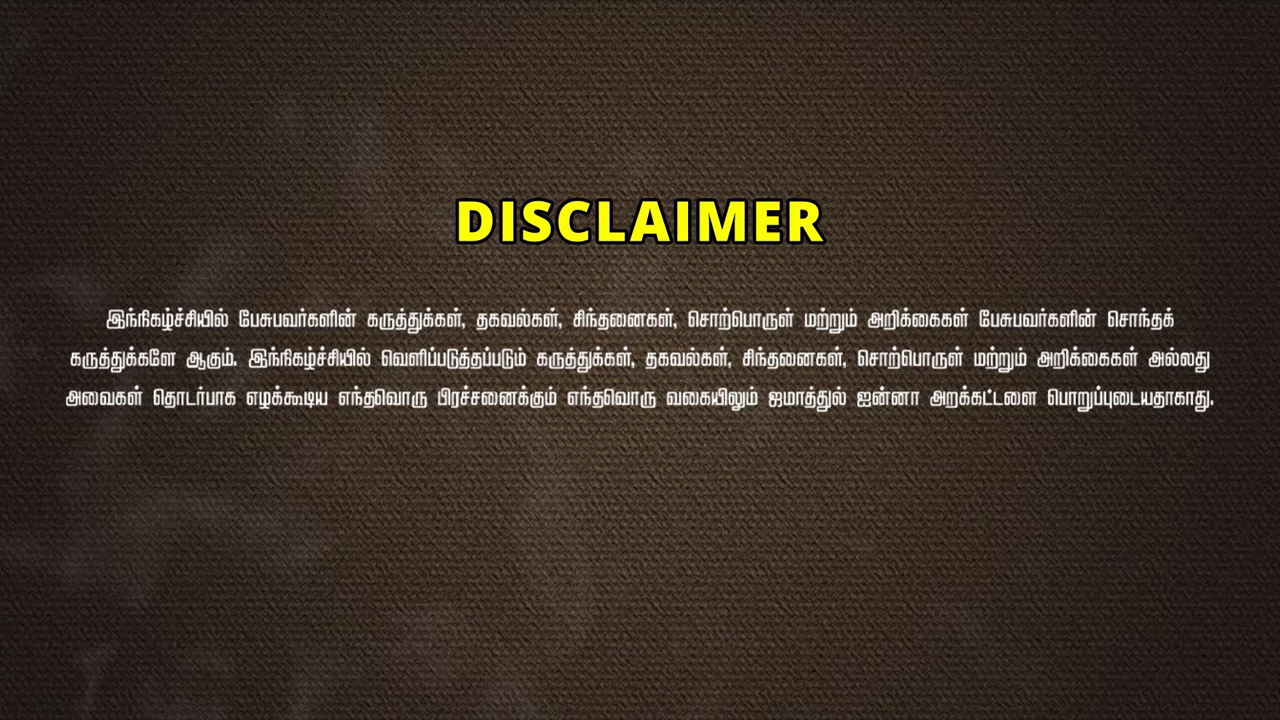 DISCLAIMER
இந்நிகழ்ச்சியில் பேசுபவர்களின் கருத்துக்கள், தகவல்கள், சிந்தனைகள், சொற்பொருள் மற்றும் அறிக்கைகள் பேசுபவர்களின் சொந்தக்
கருத்துக்களே ஆகும். இந்நிகழ்ச்சியில் வெளிப்படுத்தப்படும் கருத்துக்கள், தகவல்கள், சிந்தனைகள், சொற்பொருள் மற்றும் அறிக்கைகள் அல்லது
அவைகள் தொடர்பாக எழக்கூடிய எந்தவொரு பிரச்சனைக்கும் எந்தவொரு வகையிலும் ஜமாத்துல் ஐன்னா அறக்கட்டளை பொறுப்புடையதாகாது.